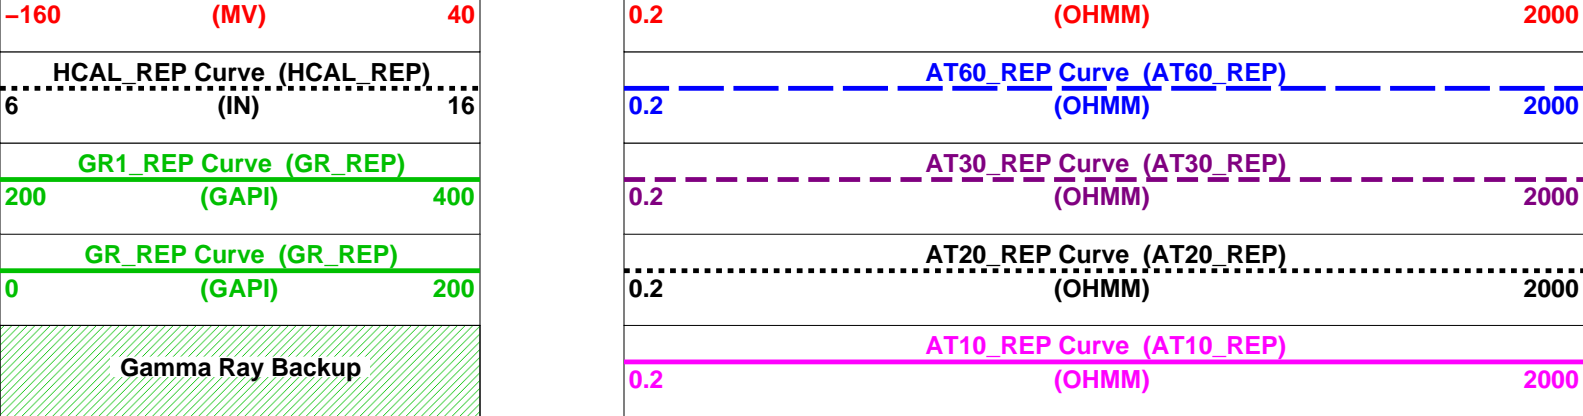 −160 (MV) 40
HCAL_REP Curve (HCAL_REP)
6 (IN) 16
GR1_REP Curve (GR_REP)
200 (GAPI) 400
GR_REP Curve (GR_REP)
0 (GAPI) 200
Gamma Ray Backup
0.2 (OHMM) 2000
AT60_REP Curve (AT60_REP)
0.2 (OHMM) 2000
AT30_REP Curve (AT30_REP)
0.2 (OHMM) 2000
AT20_REP Curve (AT20_REP)
0.2 (OHMM) 2000
AT10_REP Curve (AT10_REP)
0.2 (OHMM) 2000